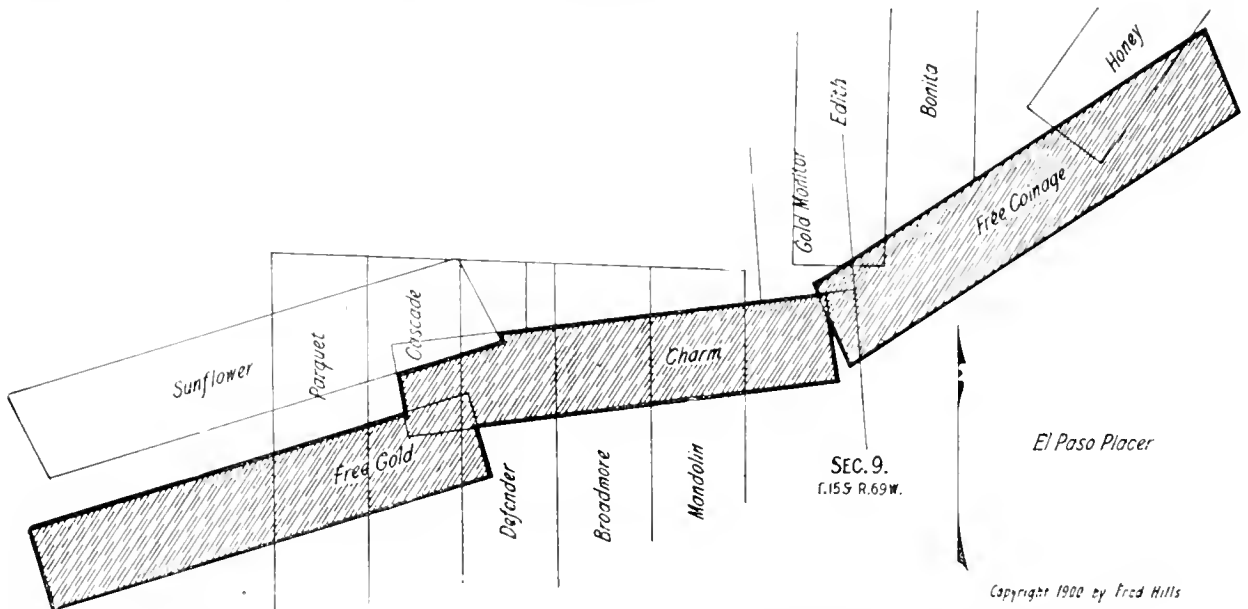 Honey
Edith
Bonita
Gold Monitor
Free Coinage
Cascade
Parquet
Sunflower
Charm
Free Gold
Defender
Broadmore
Mandolin
El Paso Placer
SEC. 9.
T.15S R.69W.
Copyright 1900 by Fred Hills